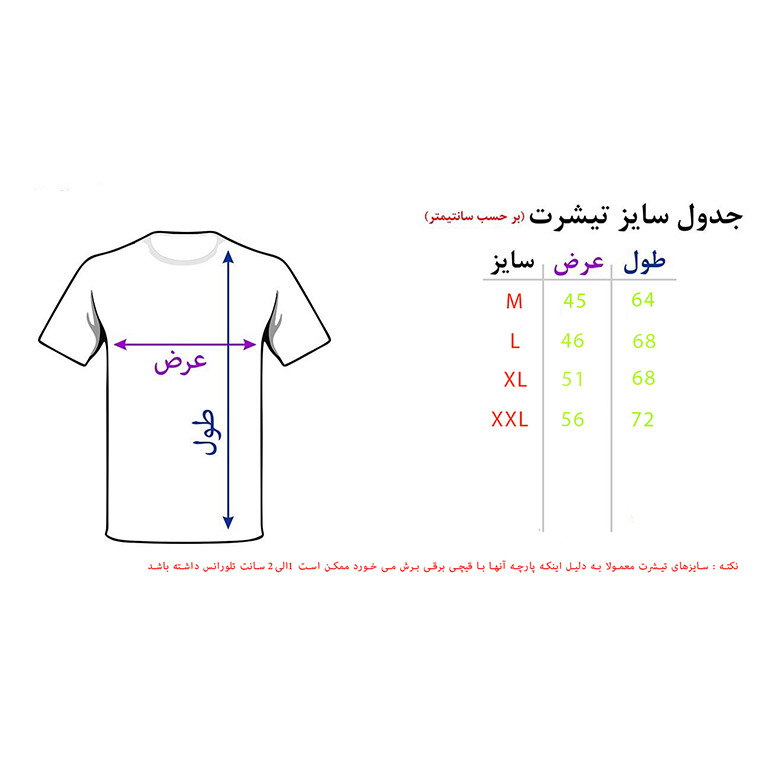 جدول سایز تیشرت (بر حسب سانتیمتر)
سایز عرض طول
M 45 64
L 46 68
XL 51 68
XXL 56 72
عرض
طول
نکته : سایزهای تیشرت معمولا به دلیل اینکه پارچه آنها با قیچی برقی برش می خورد ممکن است 1الی 2 سانت تلورانس داشته باشد